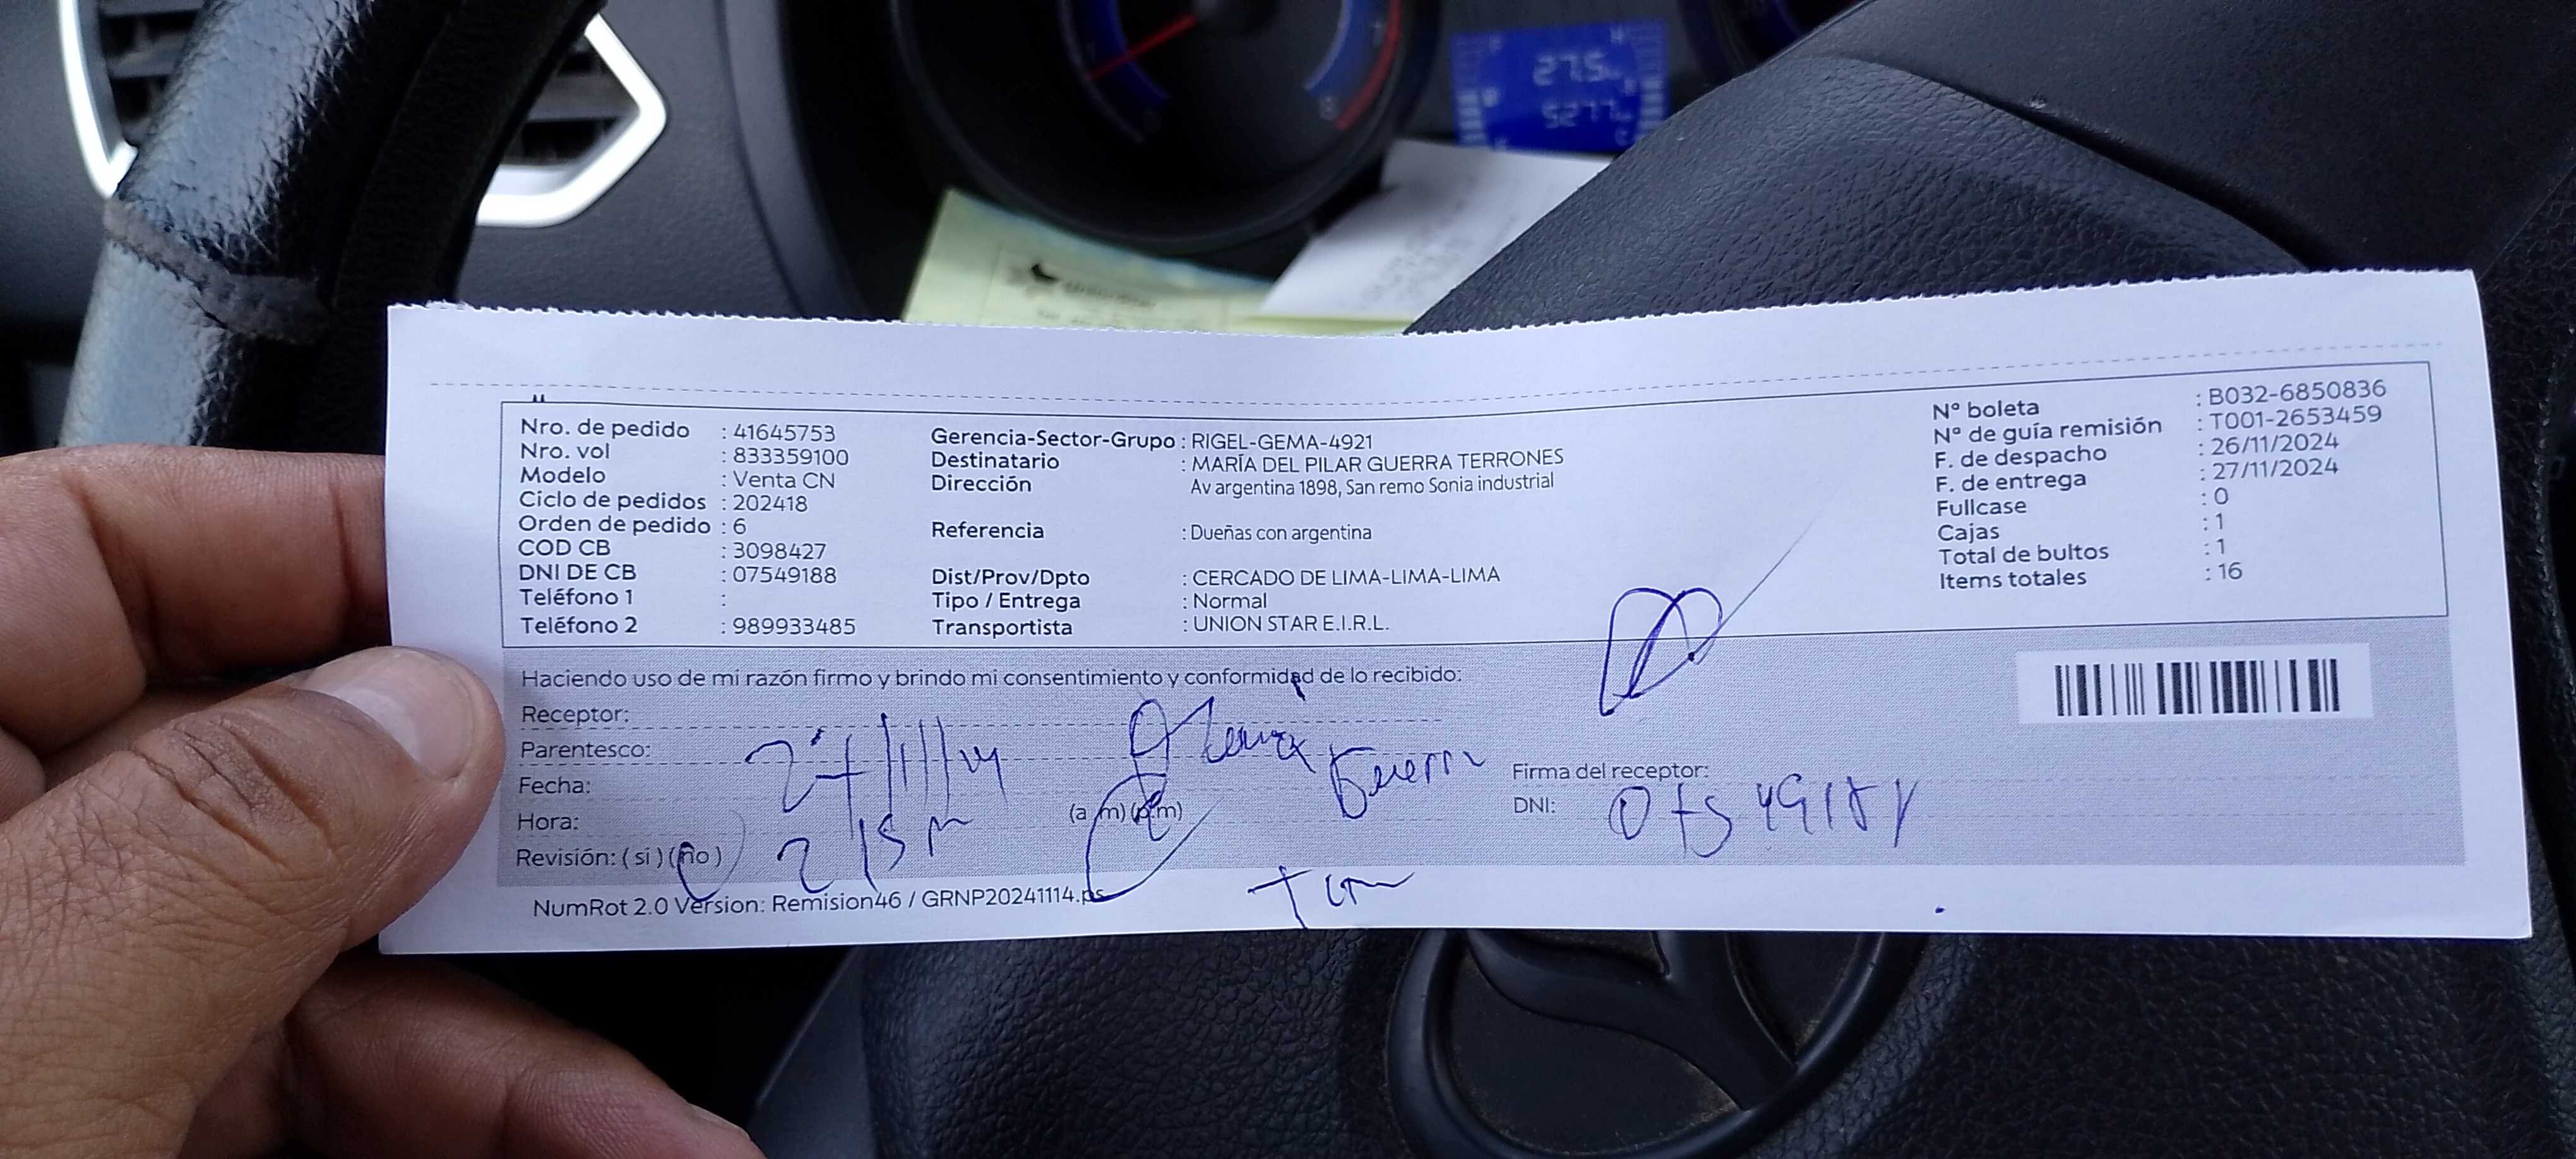 Nro. de pedido : 41645753
Nro. vol : 833359100
Modelo : Venta CN
Ciclo de pedidos : 202418
Orden de pedido : 6
COD CB : 3098427
DNI DE CB : 07549188
Teléfono 1 :
Teléfono 2 : 989933485
Gerencia-Sector-Grupo : RIGEL-GEMA-4921
Destinatario : MARÍA DEL PILAR GUERRA TERRONES
Dirección Av argentina 1898, San remo Sonia industrial
Referencia : Dueñas con argentina
Dist/Prov/Dpto : CERCADO DE LIMA-LIMA-LIMA
Tipo / Entrega : Normal
Transportista : UNION STAR E.I.R.L.
N° boleta : B032-6850836
N° de guía remisión : T001-2653459
F. de despacho : 26/11/2024
F. de entrega : 27/11/2024
Fullcase : 0
Cajas : 1
Total de bultos : 1
Items totales : 16
Haciendo uso de mi razón firmo y brindo mi consentimiento y conformidad de lo recibido:
Receptor:
Parentesco:
Fecha: 27/11/24
Guerra
Hora: 2 15 (a.m) (p.m)
Revisión: (si) (no)
Firma del receptor:
DNI: 07549188
NumRot 2.0 Version: Remision46 / GRNP20241114.ps
27.5